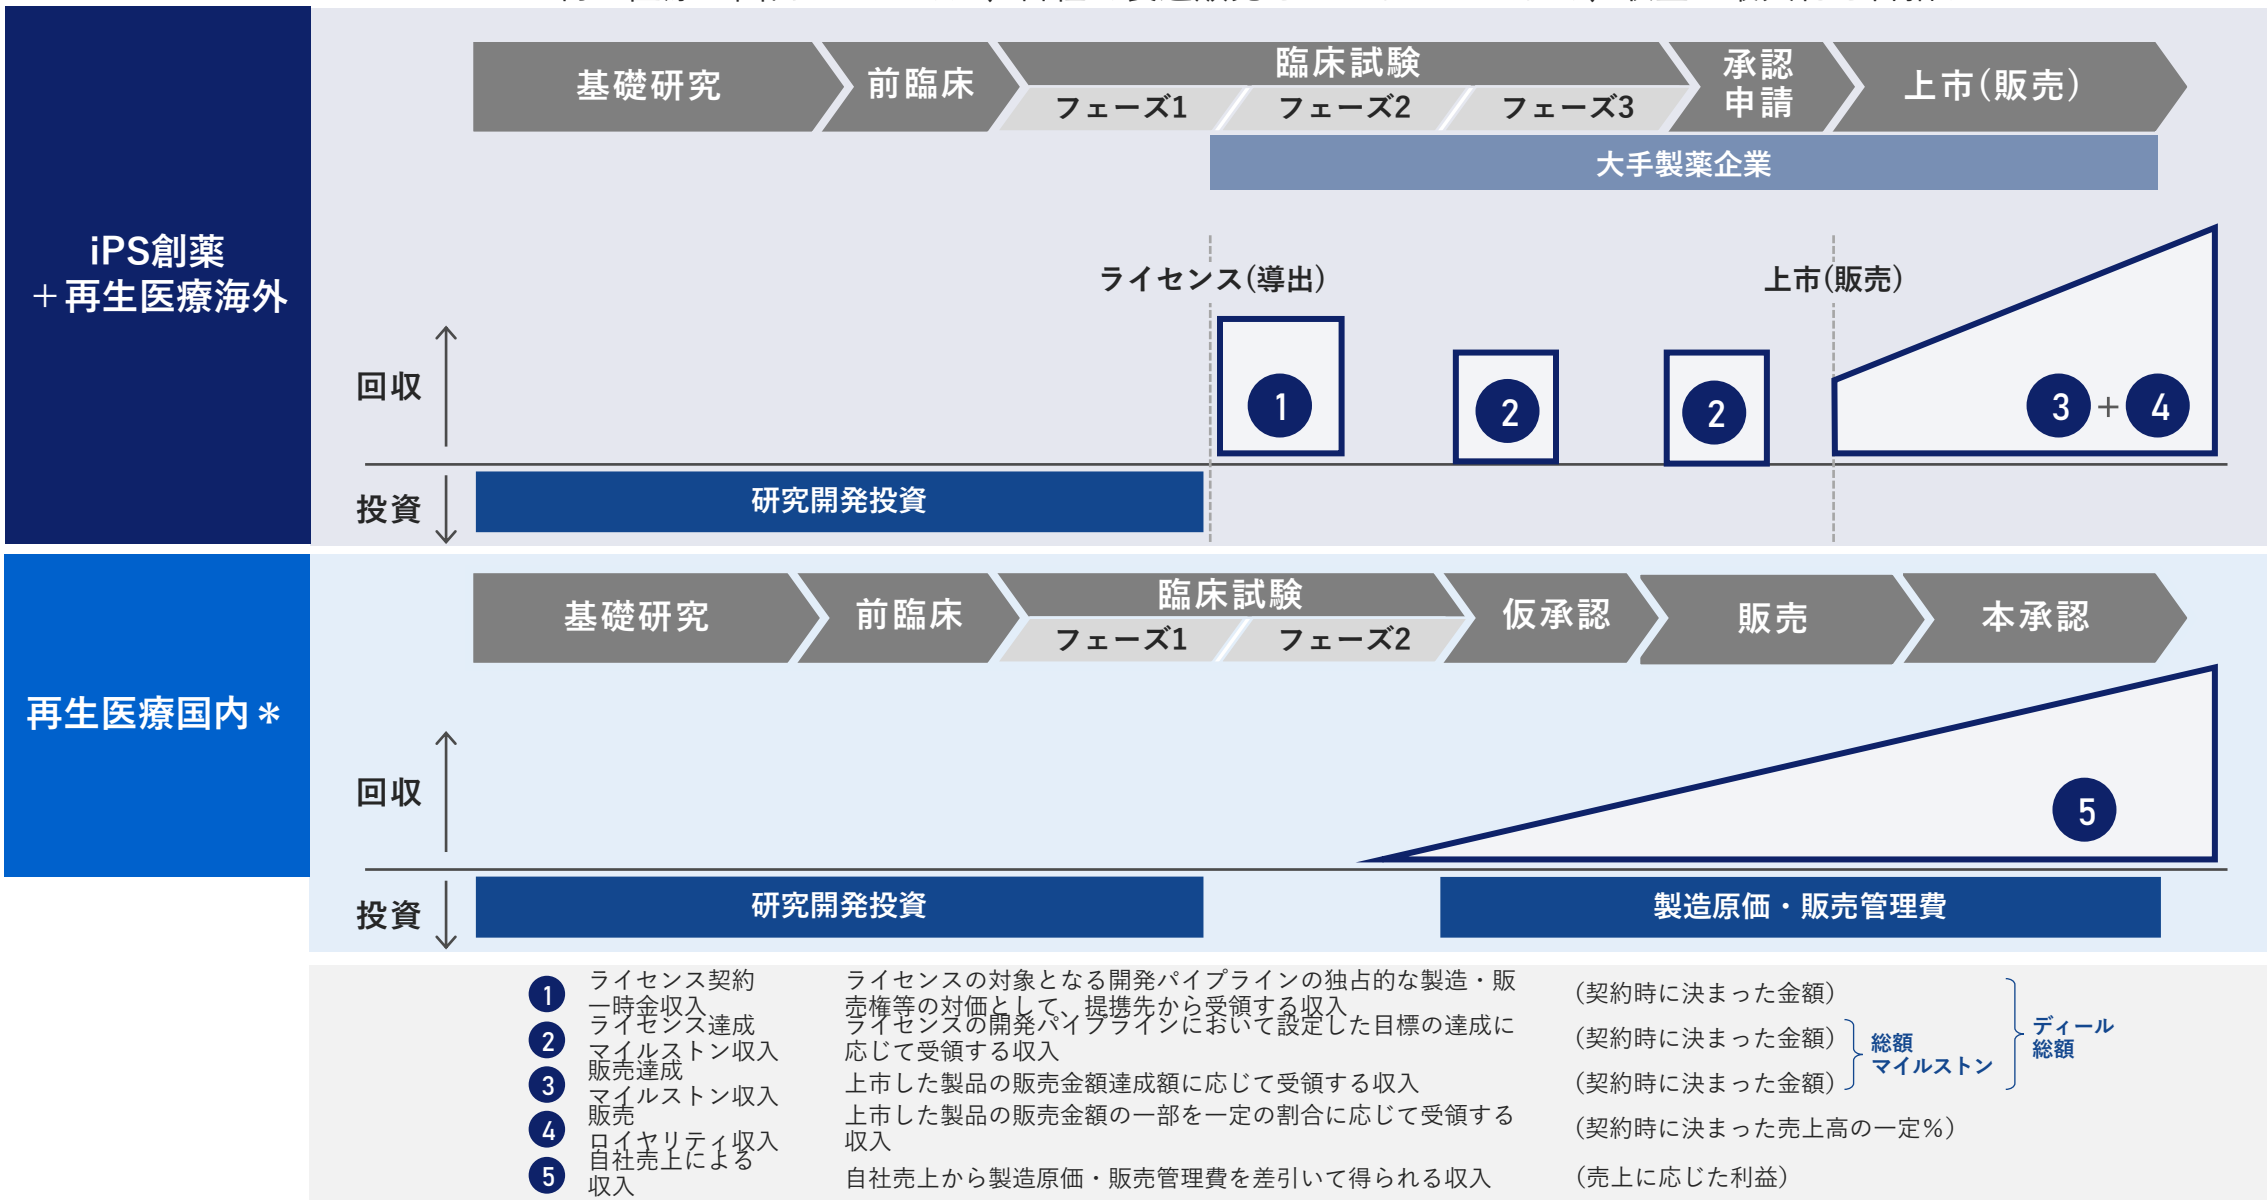 基礎研究
前臨床
臨床試験
フェーズ1
フェーズ2
フェーズ3
承認
申請
上市(販売)
大手製薬企業
iPS創薬
＋再生医療海外
ライセンス(導出)
上市(販売)
回収
1
2
2
3 + 4
投資
研究開発投資
基礎研究
前臨床
臨床試験
フェーズ1
フェーズ2
仮承認
販売
本承認
再生医療国内＊
回収
5
投資
研究開発投資
製造原価・販売管理費
1
ライセンス契約
一時金収入
ライセンスの対象となる開発パイプラインの独占的な製造・販
売権等の対価として、提携先から受領する収入
(契約時に決まった金額)
2
ライセンス達成
マイルストン収入
ライセンスの開発パイプラインにおいて設定した目標の達成に
応じて受領する収入
(契約時に決まった金額)
3
販売達成
マイルストン収入
上市した製品の販売金額達成額に応じて受領する収入
(契約時に決まった金額)
総額
マイルストン
ディール
総額
4
販売
ロイヤリティ収入
上市した製品の販売金額の一部を一定の割合に応じて受領する
収入
(契約時に決まった売上高の一定%)
5
自社売上による
収入
自社売上から製造原価・販売管理費を差引いて得られる収入
(売上に応じた利益)